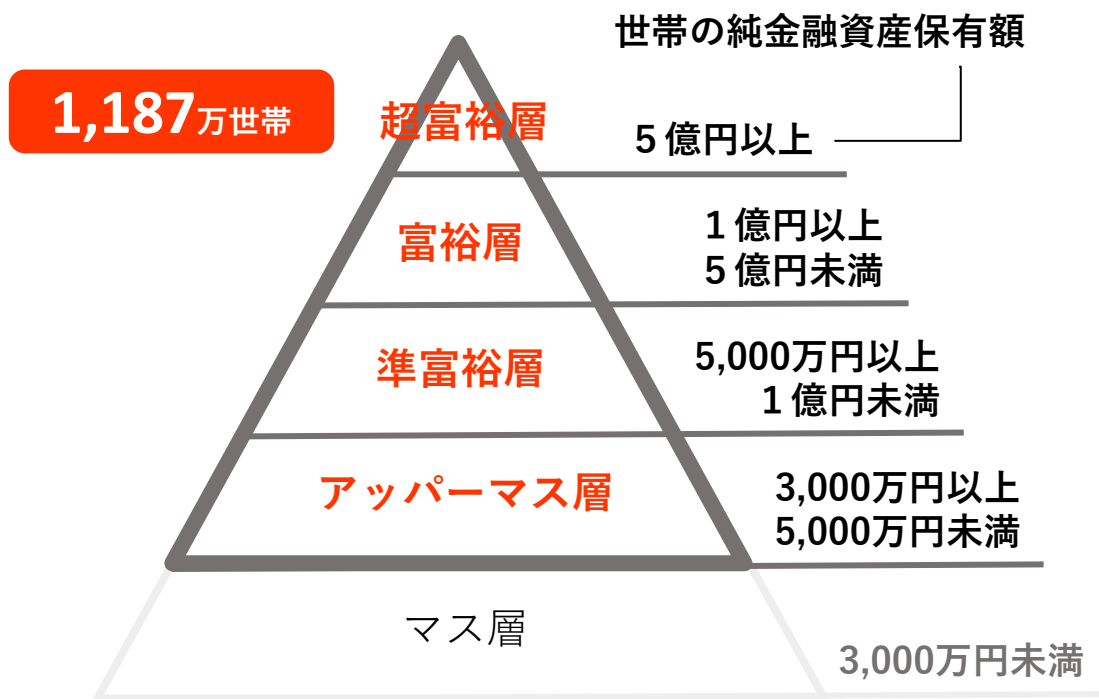 世帯の純金融資産保有額
1,187万世帯
超富裕層
5億円以上
富裕層
1億円以上
5億円未満
準富裕層
5,000万円以上
1億円未満
アッパーマス層
3,000万円以上
5,000万円未満
マス層
3,000万円未満